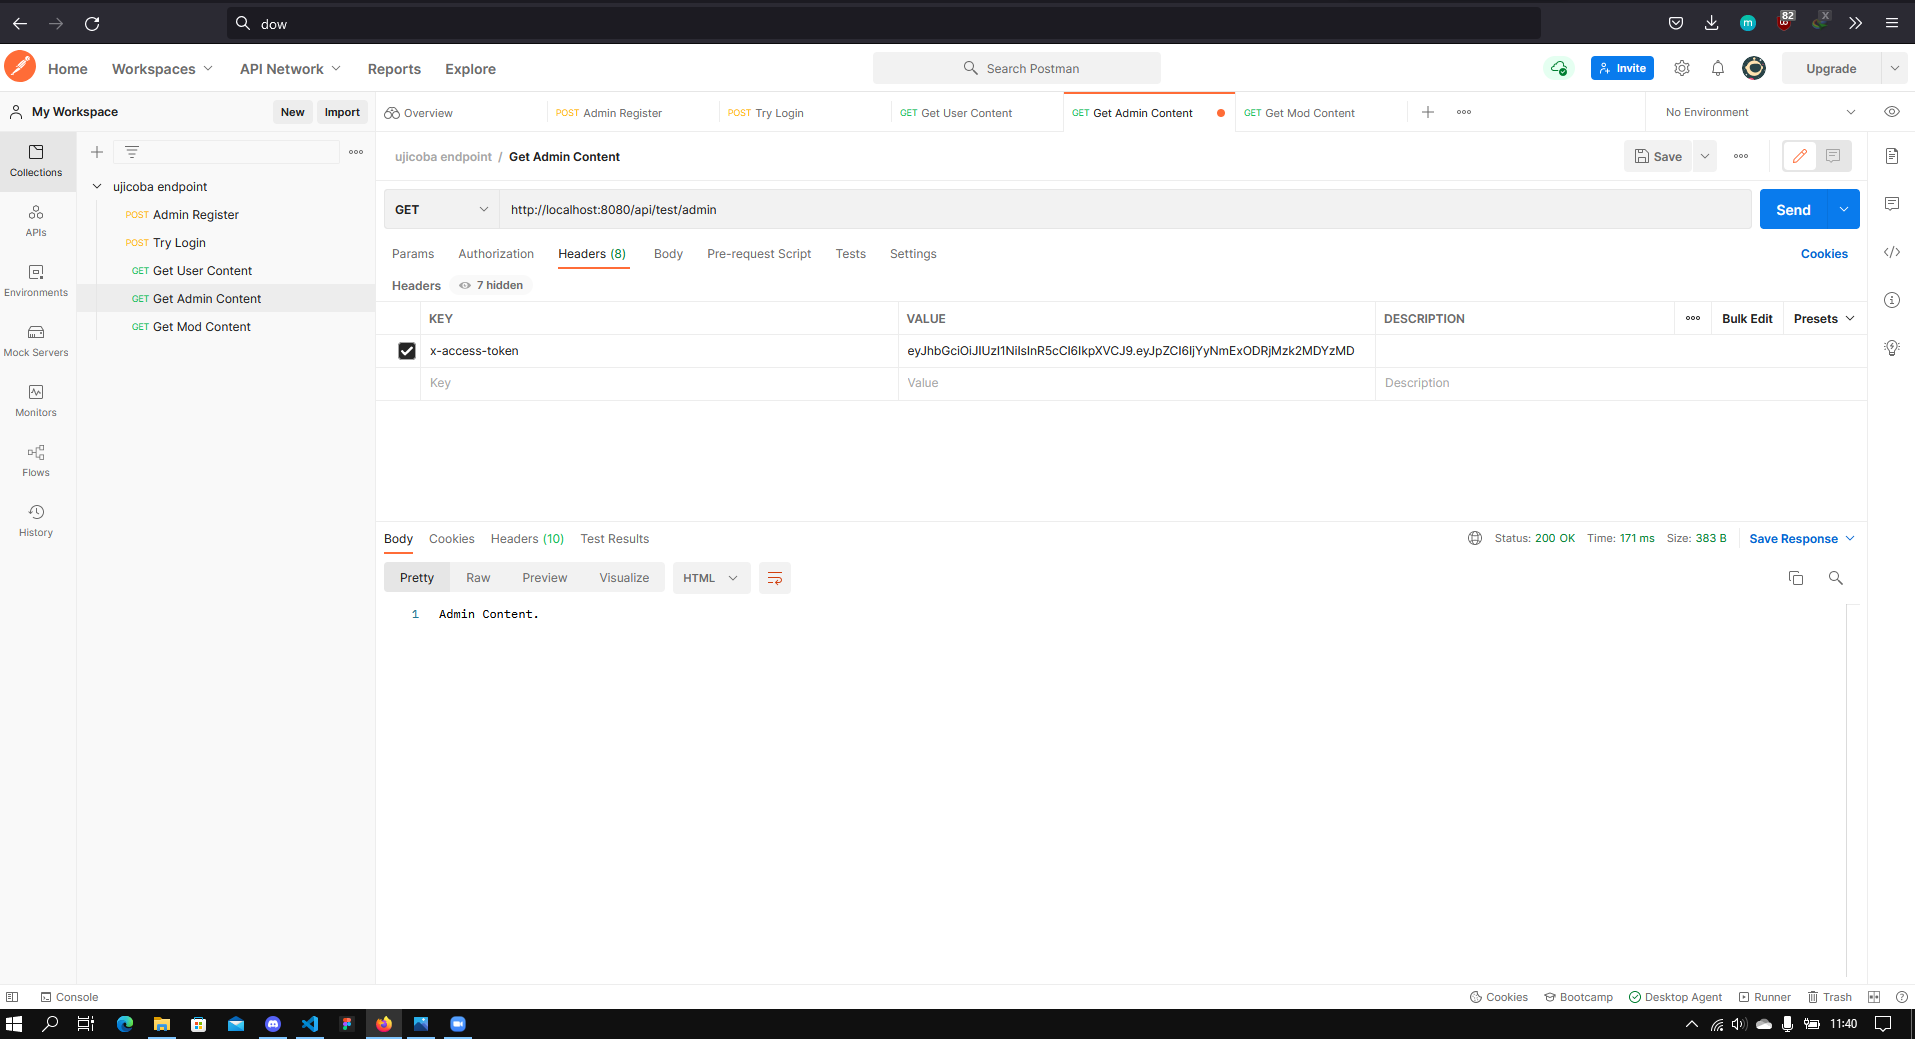 dow
82
X
m
Home Workspaces API Network Reports Explore
Search Postman
Invite
Upgrade
My Workspace New Import
Overview
POST Admin Register
POST Try Login
GET Get User Content
GET Get Admin Content
GET Get Mod Content
No Environment
Collections
APIs
Environments
Mock Servers
Monitors
Flows
History
ujicoba endpoint
POST Admin Register
POST Try Login
GET Get User Content
GET Get Admin Content
GET Get Mod Content
ujicoba endpoint / Get Admin Content
Save
GET http://localhost:8080/api/test/admin Send
Params Authorization Headers (8) Body Pre-request Script Tests Settings Cookies
Headers 7 hidden
KEY VALUE DESCRIPTION Bulk Edit Presets
x-access-token eyJhbGciOiJIUzI1NiIsInR5cCI6IkpXVCJ9.eyJpZCI6IjYyNmExODRjMzk2MDYzMD
Key Value Description
Body Cookies Headers (10) Test Results Status: 200 OK Time: 171 ms Size: 383 B Save Response
Pretty Raw Preview Visualize HTML
1 Admin Content.
Console Cookies Bootcamp Desktop Agent Runner Trash
11:40